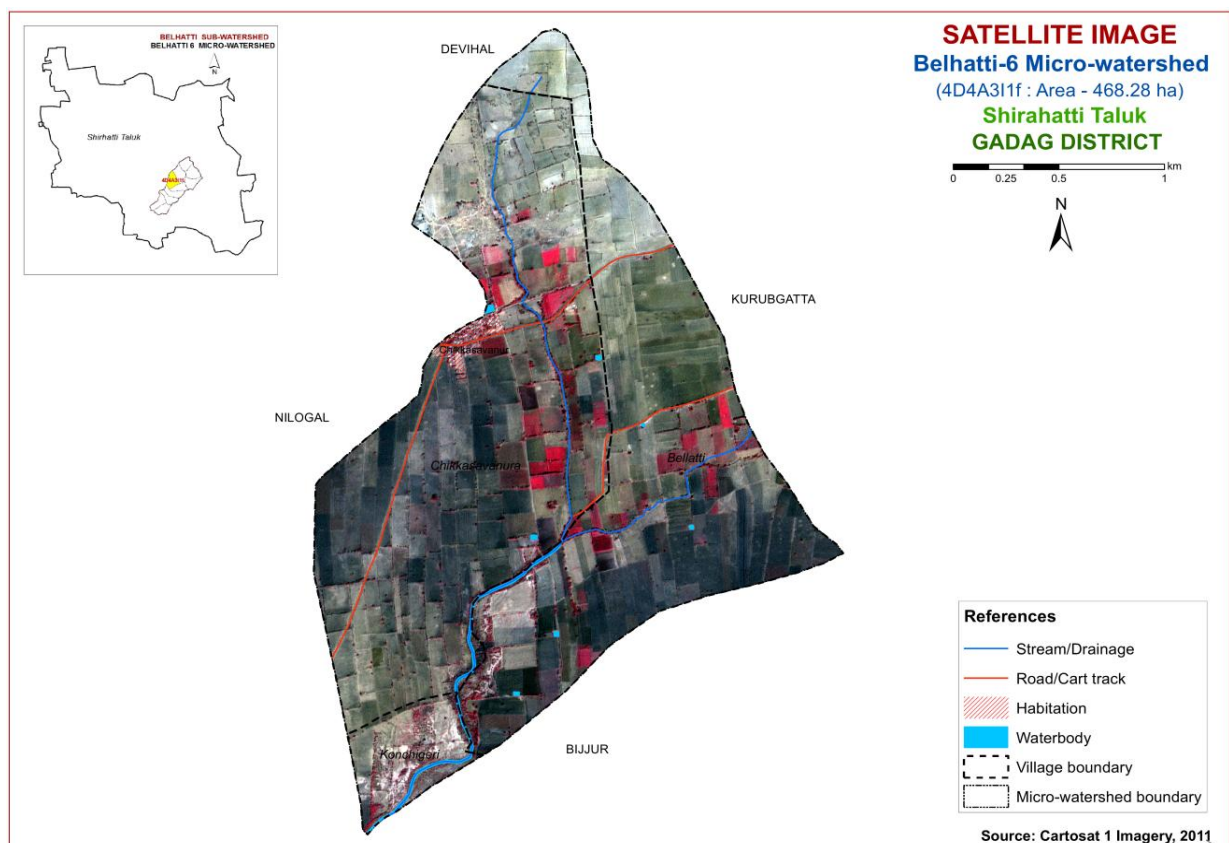 BELHATTI SUB-WATERSHED
BELHATTI 6 MICRO-WATERSHED
N
Shirhatti Taluk
DEVIHAL
SATELLITE IMAGE
Belhatti-6 Micro-watershed
(4D4A3I1f : Area - 468.28 ha)
Shirahatti Taluk
GADAG DISTRICT
km
0 0.25 0.5 1
N
KURUBGATTA
Chikkasavanur
NILOGAL
Chikkasavanura
Bellatti
Kondhigeri
BIJJUR
References
Stream/Drainage
Road/Cart track
Habitation
Waterbody
Village boundary
Micro-watershed boundary
Source: Cartosat 1 Imagery, 2011